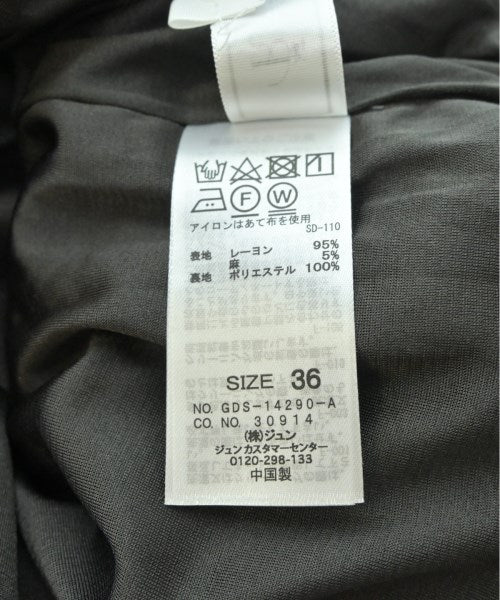 F W
アイロンはあて布を使用
SD-110
表地 レーヨン 95%
麻 5%
裏地 ポリエステル 100%
SIZE 36
NO. GDS-14290-A
CO. NO. 30914
(株)ジュン
ジュンカスタマーセンター
0120-298-133
中国製